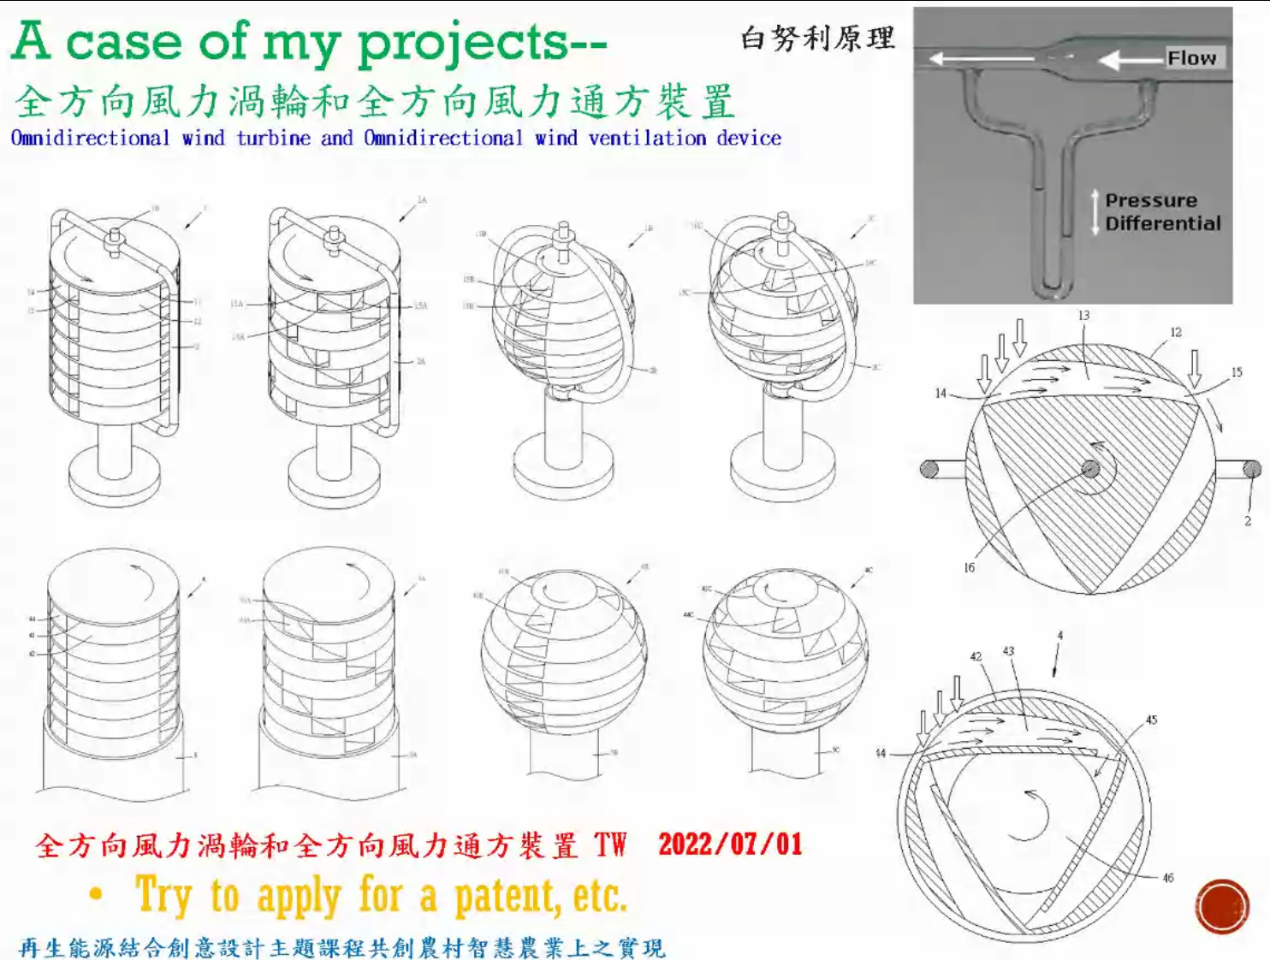 A case of my projects--
白努利原理
全方向風力渦輪和全方向風力通方裝置
Omnidirectional wind turbine and Omnidirectional wind ventilation device
Flow
Pressure
Differential
13
12
14
15
16
2
4
42
43
44
45
46
全方向風力渦輪和全方向風力通方裝置 TW 2022/07/01
• Try to apply for a patent, etc.
再生能源結合創意設計主題課程共創農村智慧農業上之實現